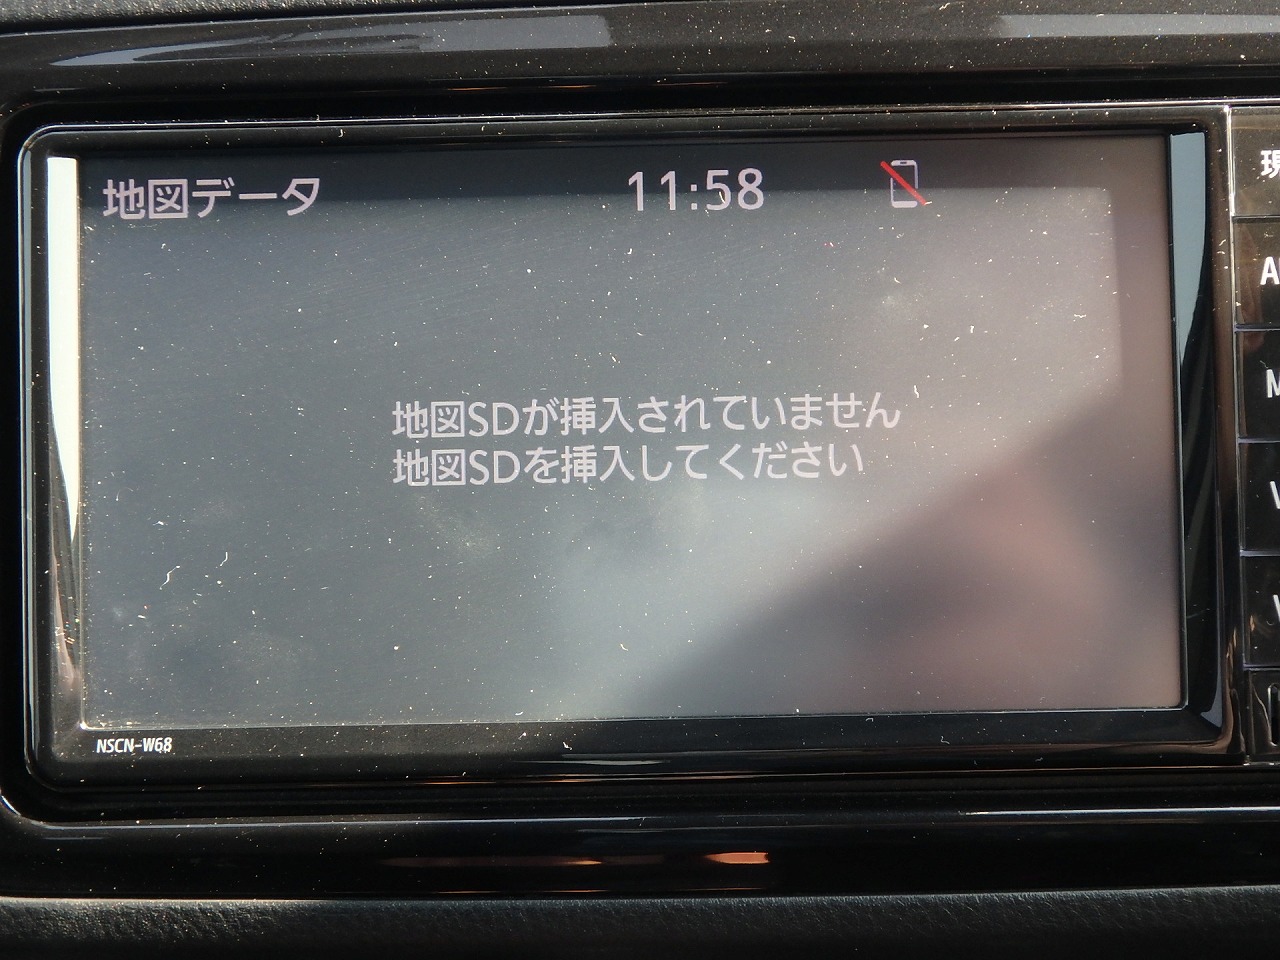 地図データ 11:58
地図SDが挿入されていません
地図SDを挿入してください
NSCN-W68